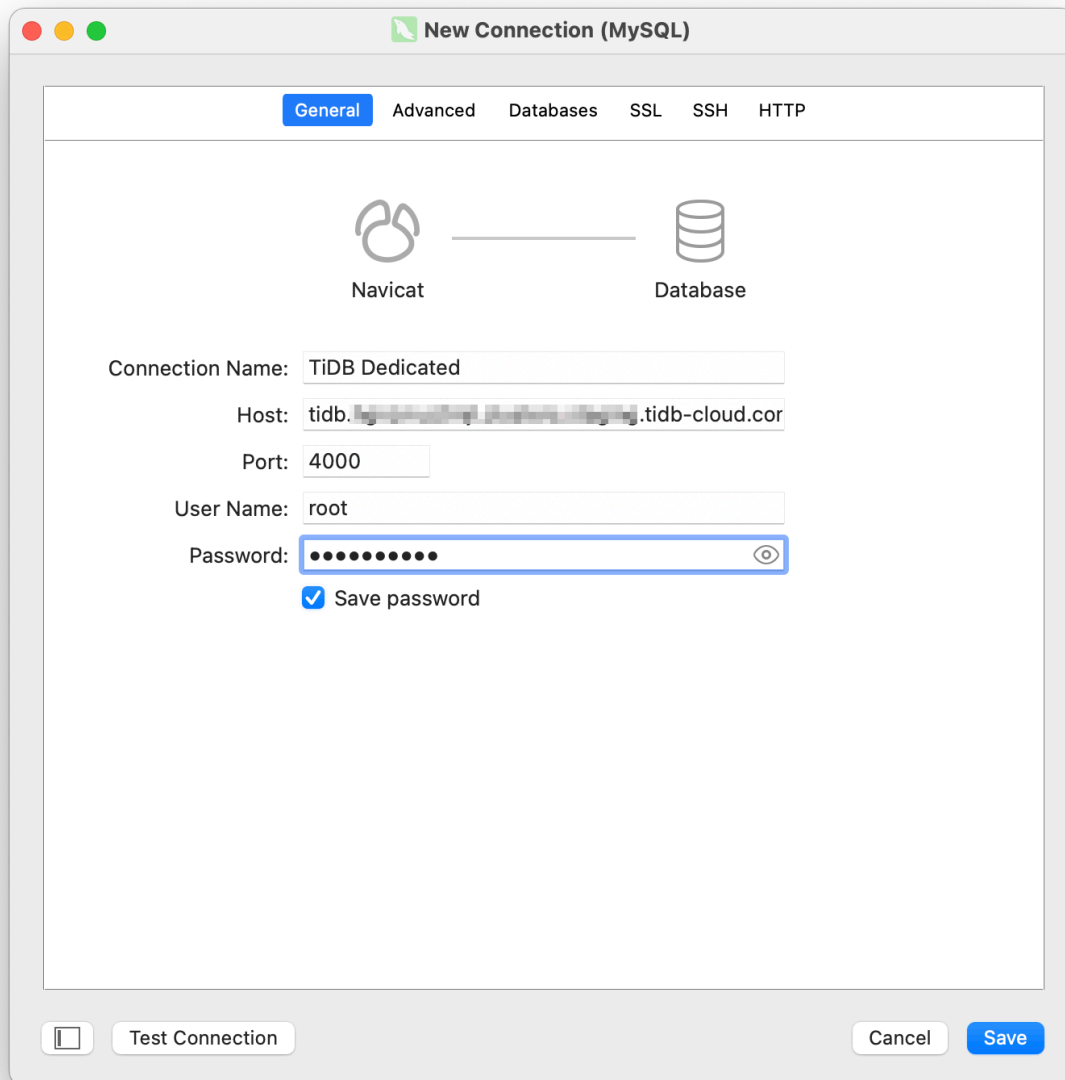 New Connection (MySQL)
General Advanced Databases SSL SSH HTTP
Navicat Database
Connection Name: TiDB Dedicated
Host: tidb. .tidb-cloud.cor
Port: 4000
User Name: root
Password: ●●●●●●●●●●
Save password
Test Connection Cancel Save